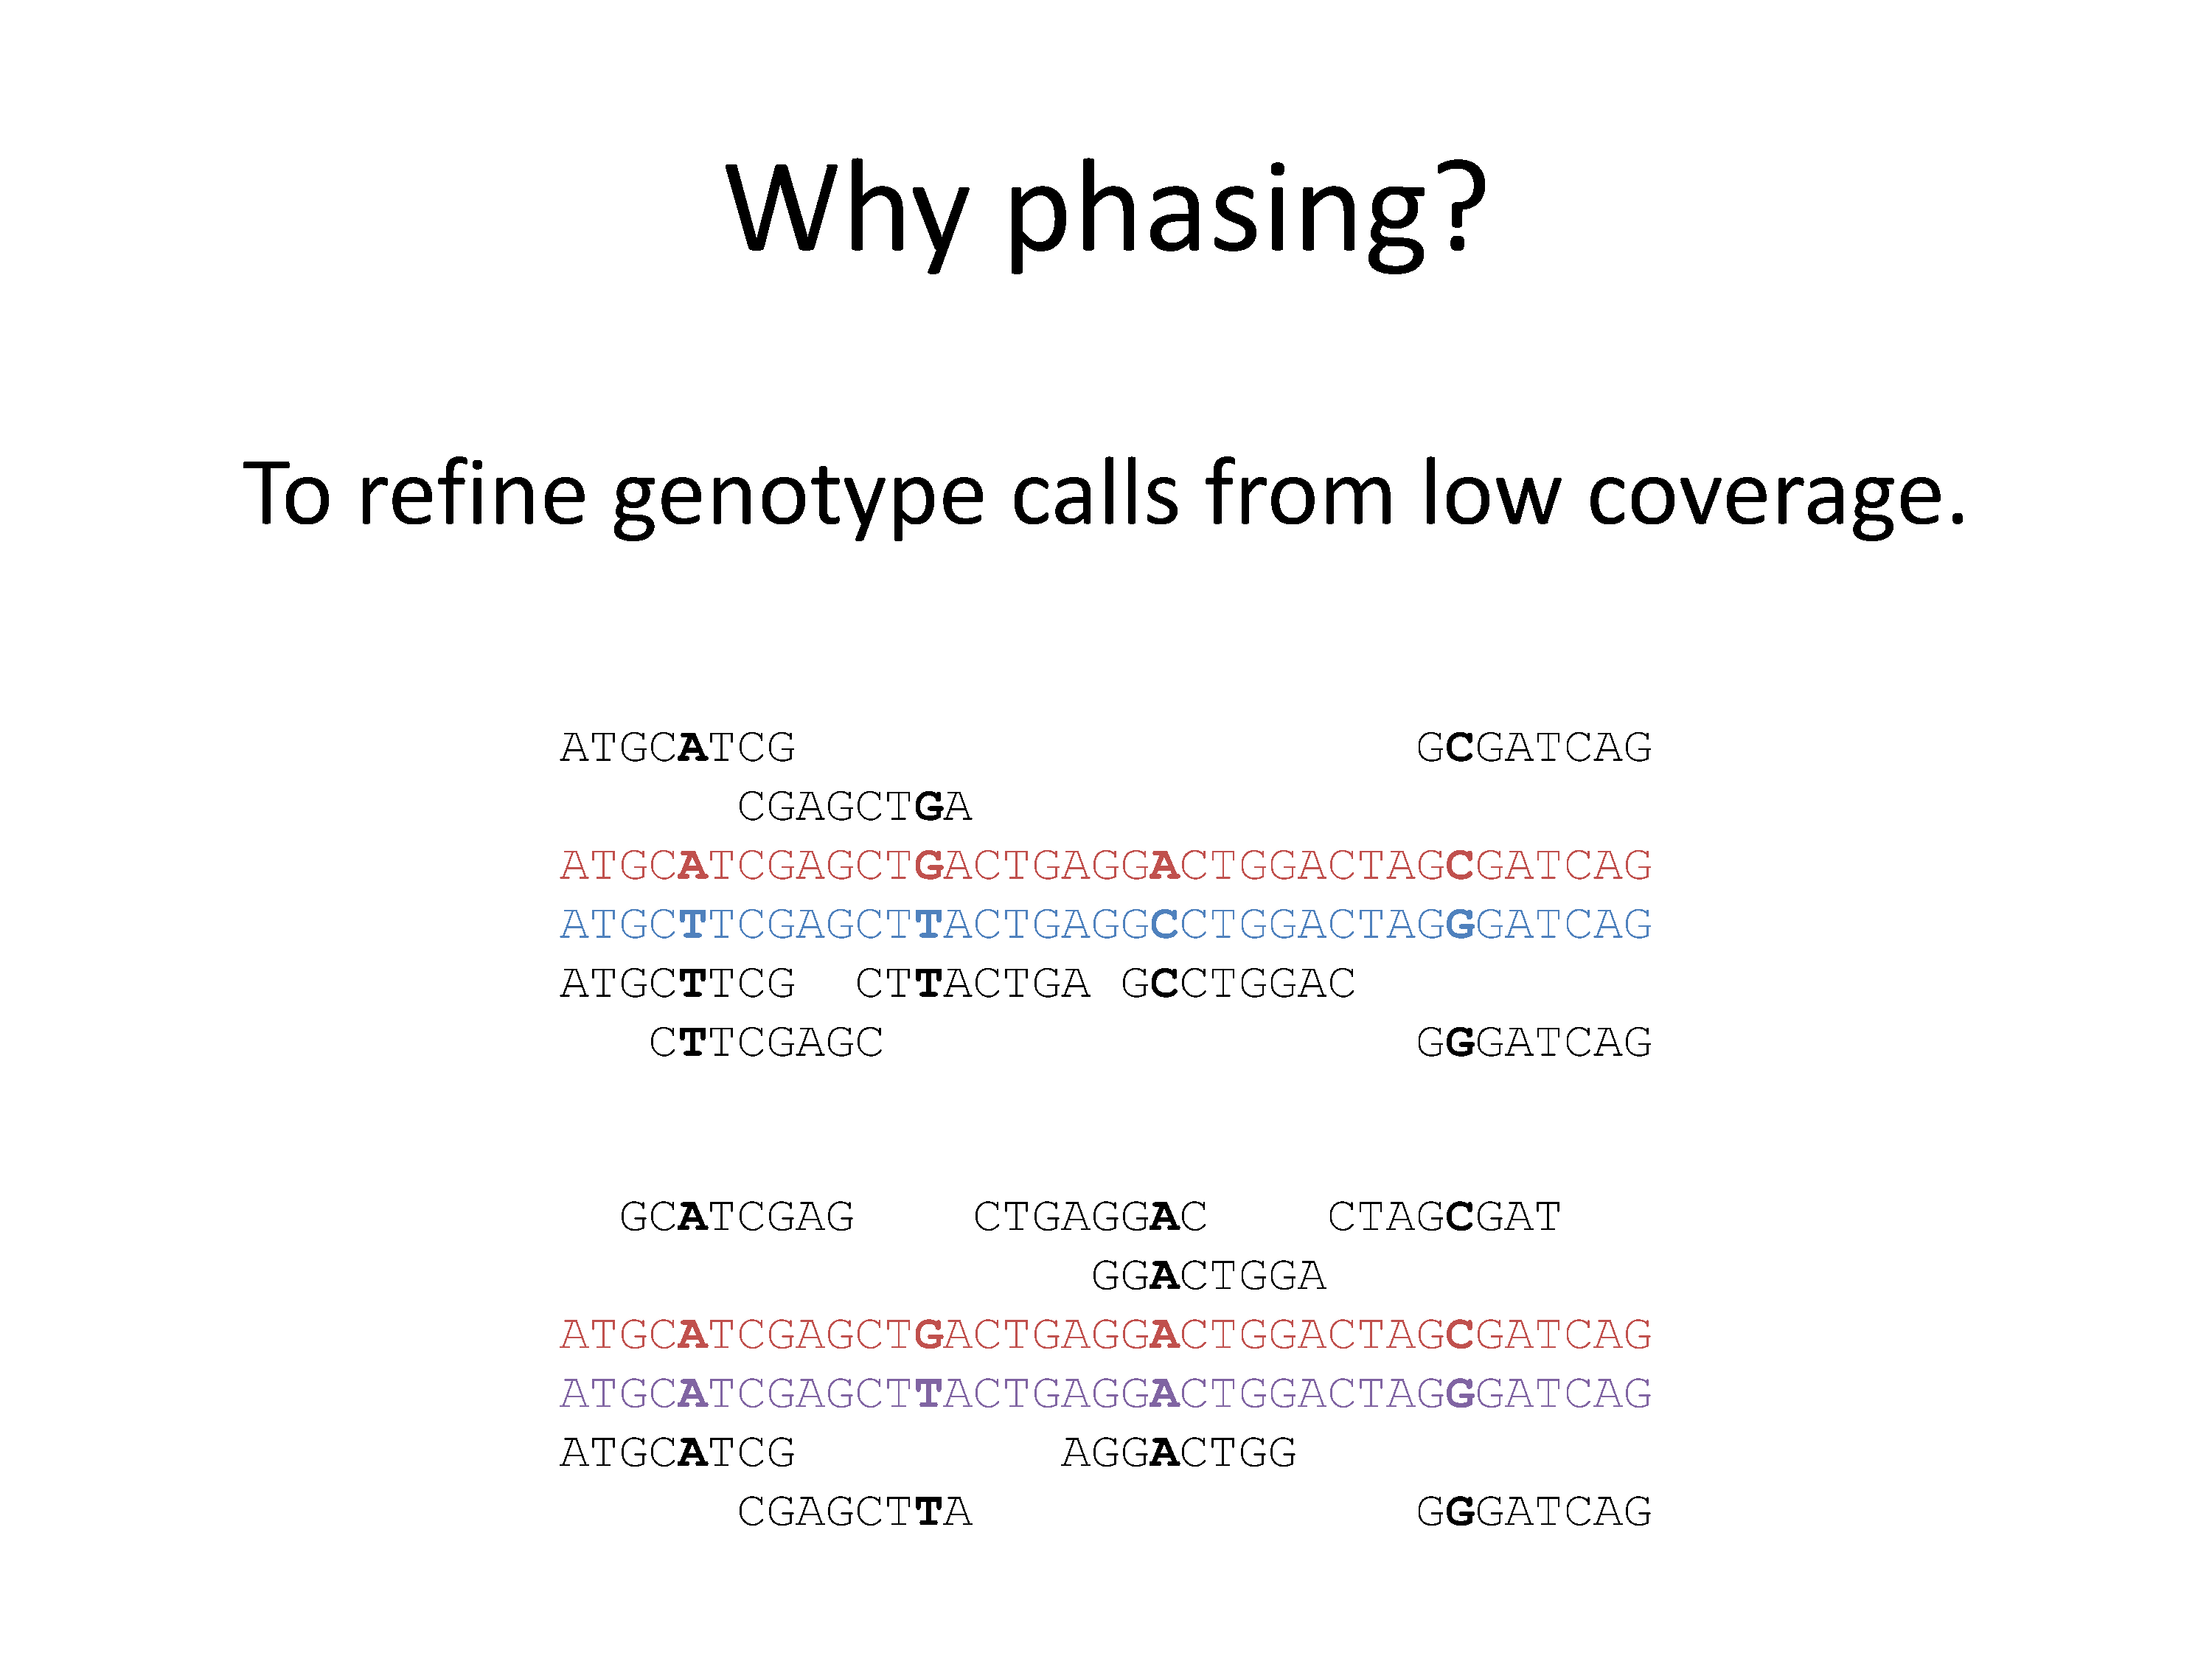 Why phasing?
To refine genotype calls from low coverage.
ATGCATCG GCGATCAG
CGAGCTGA
ATGCATCGAGCTGACTGAGGACTGGACTAGCGATCAG
ATGCTTCGAGCTTACTGAGGCCTGGACTAGGGATCAG
ATGCTTCG CTTACTGA GCCTGGAC
CTTCGAGC GGGATCAG
GCATCGAG CTGAGGAC CTAGCGAT
GGACTGGA
ATGCATCGAGCTGACTGAGGACTGGACTAGCGATCAG
ATGCATCGAGCTTACTGAGGACTGGACTAGGGATCAG
ATGCATCG AGGACTGG
CGAGCTTA GGGATCAG